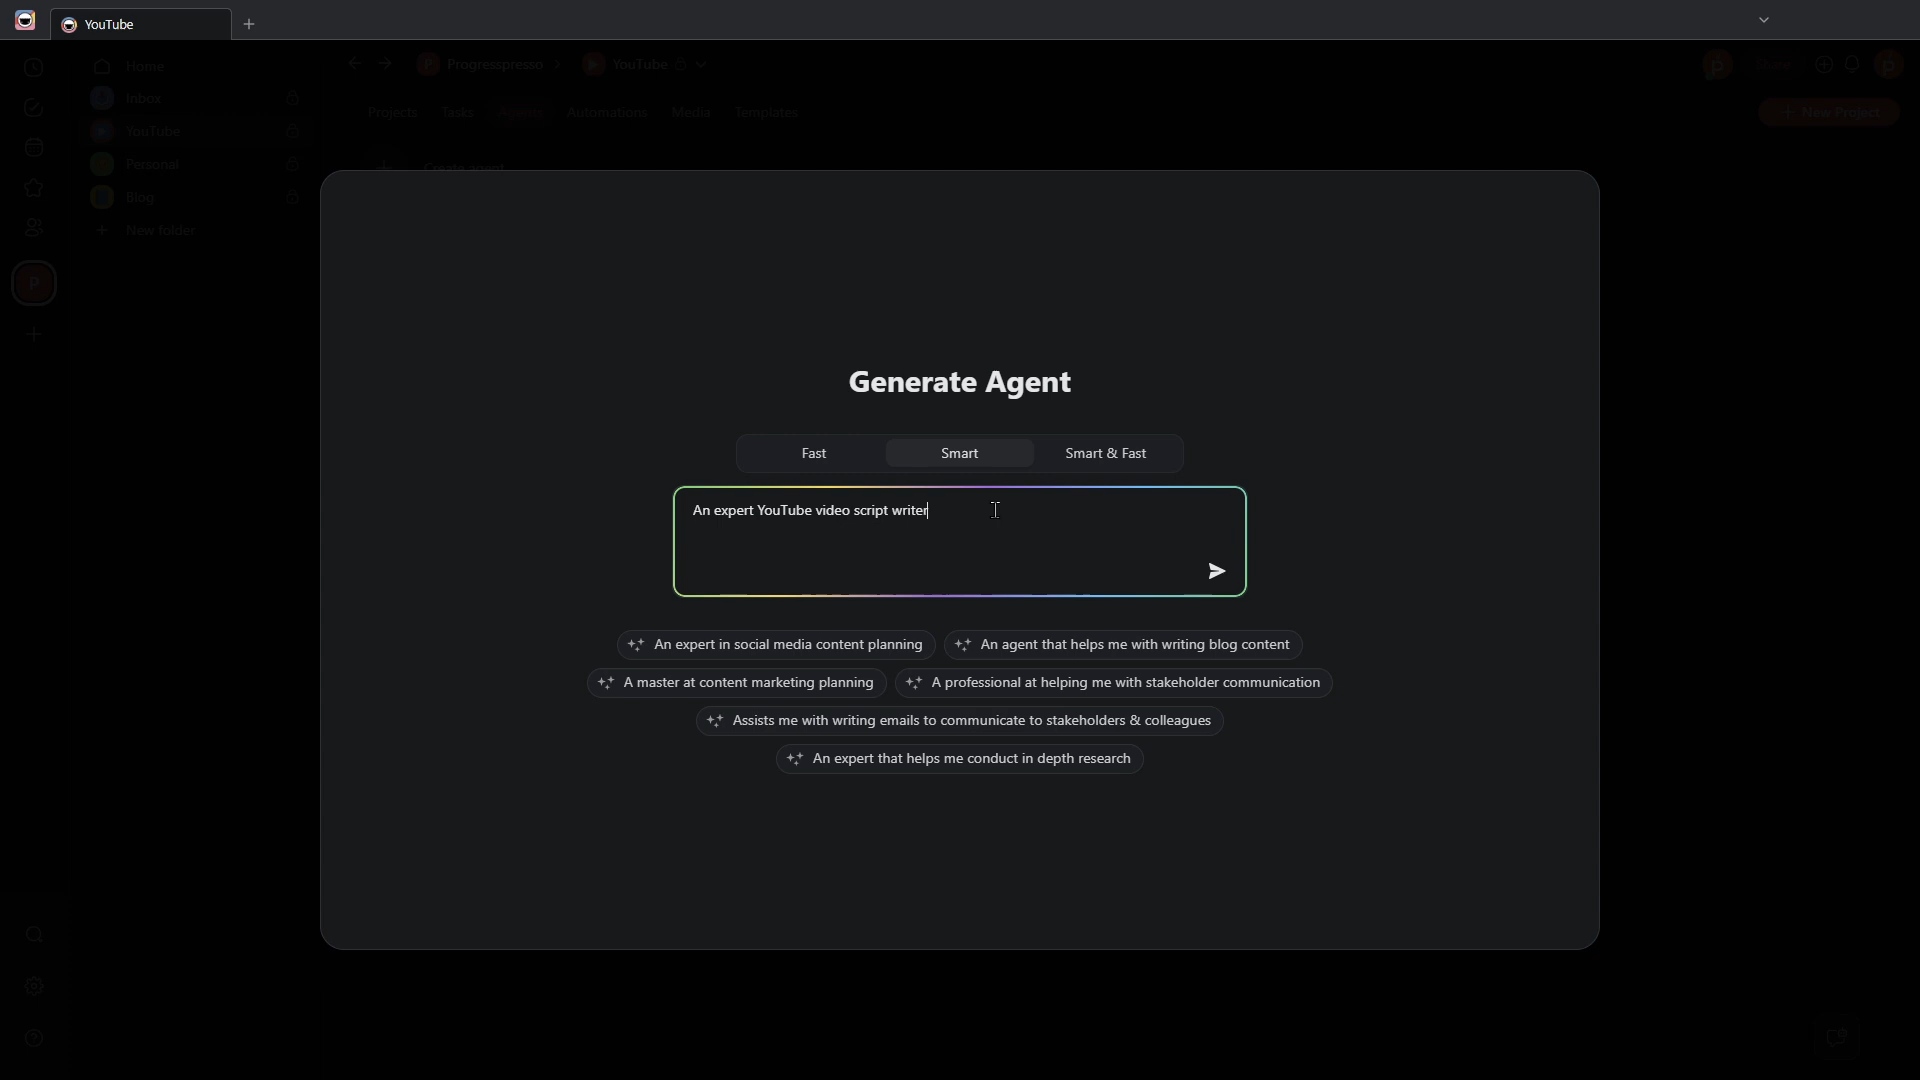 YouTube
Home
Progresspresso
YouTube
Inbox
Projects Tasks Agents Automations Media Templates
New Project
YouTube
Personal
Create agent
Blog
New folder
P
Generate Agent
Fast Smart Smart & Fast
An expert YouTube video script writer
An expert in social media content planning
An agent that helps me with writing blog content
A master at content marketing planning
A professional at helping me with stakeholder communication
Assists me with writing emails to communicate to stakeholders & colleagues
An expert that helps me conduct in depth research